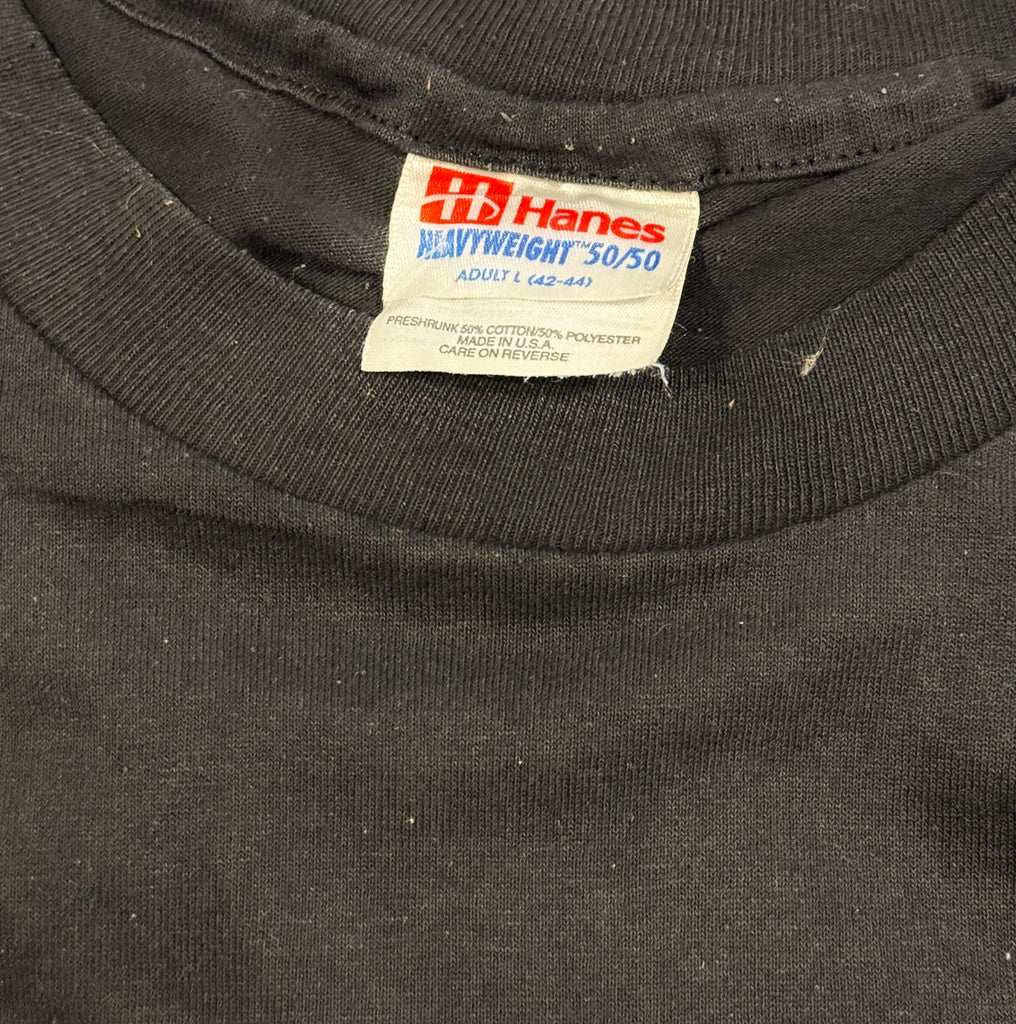 Hanes
HEAVYWEIGHT™ 50/50
ADULT L (42-44)
PRESHRUNK 50% COTTON/50% POLYESTER
MADE IN U.S.A.
CARE ON REVERSE